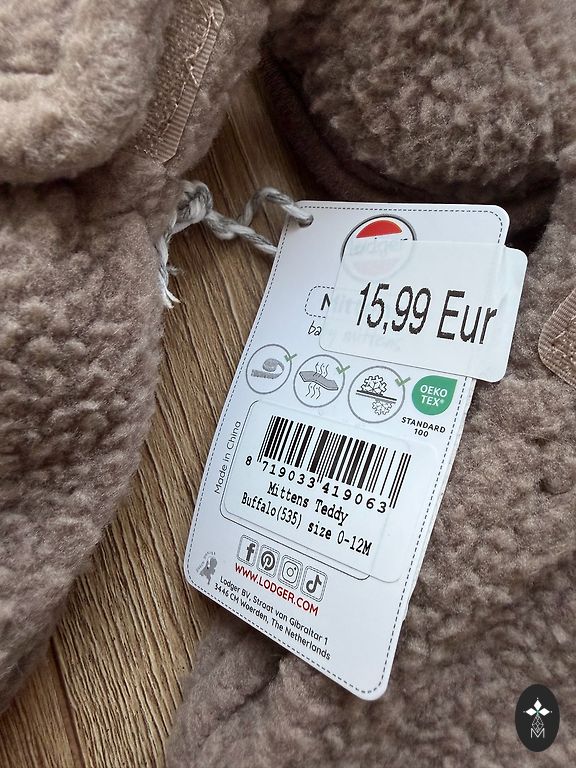 Lodger
15,99 Eur
OEKO
TEX®
STANDARD
100
Made in China
8 719033 419063
Mittens Teddy
Buffalo(535) size 0-12M
WWW.LODGER.COM
Lodger BV, Straat van Gibraltar 1
3446 CM Woerden, The Netherlands
M